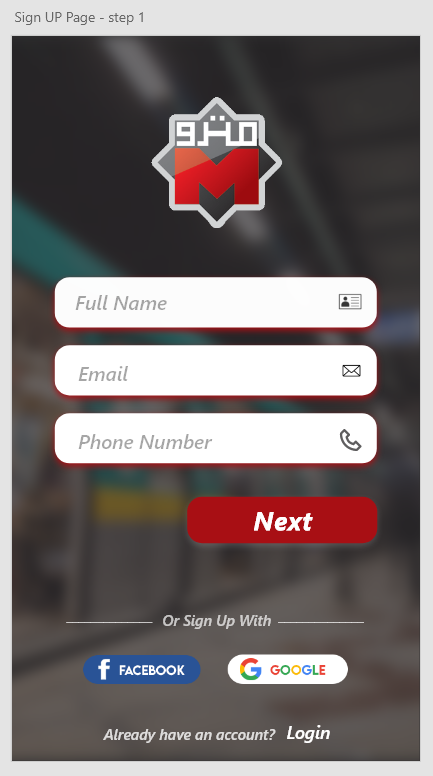 Sign UP Page - step 1
مترو
M
Full Name
Email
Phone Number
Next
Or Sign Up With
f FACEBOOK
G GOOGLE
Already have an account? Login